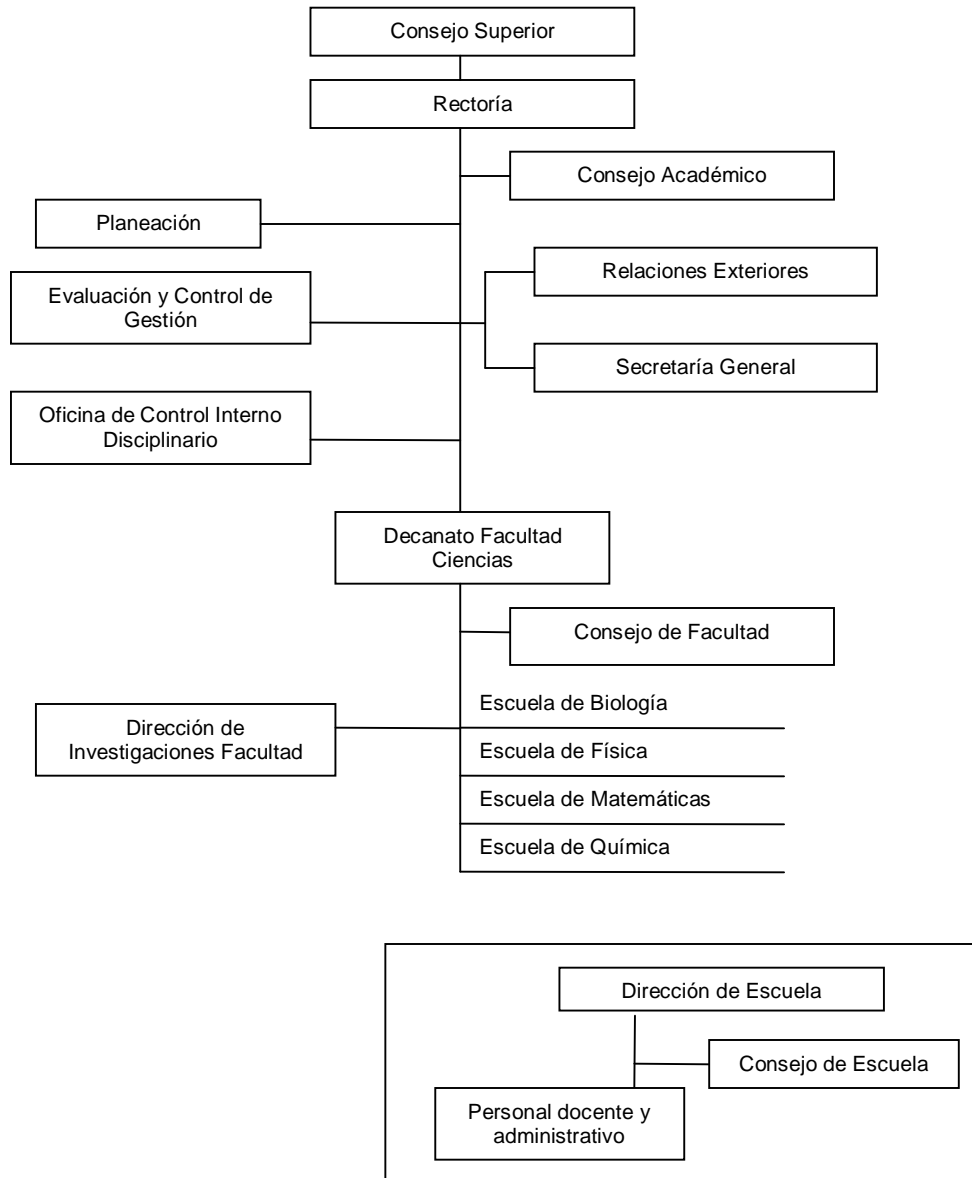 Consejo Superior
Rectoría
Consejo Académico
Planeación
Relaciones Exteriores
Evaluación y Control de
Gestión
Secretaría General
Oficina de Control Interno
Disciplinario
Decanato Facultad
Ciencias
Consejo de Facultad
Escuela de Biología
Dirección de
Investigaciones Facultad
Escuela de Física
Escuela de Matemáticas
Escuela de Química
Dirección de Escuela
Consejo de Escuela
Personal docente y
administrativo